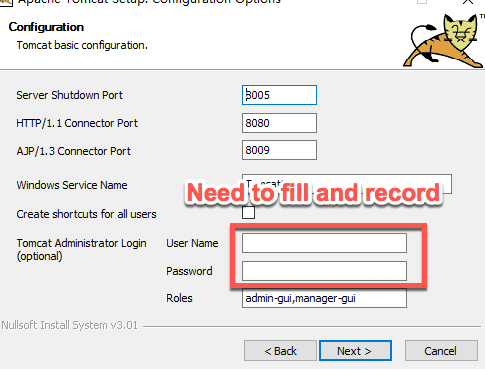 Apache Tomcat Setup: Configuration Options
Configuration
Tomcat basic configuration.
TM
Server Shutdown Port 8005
HTTP/1.1 Connector Port 8080
AJP/1.3 Connector Port 8009
Windows Service Name
Need to fill and record
Create shortcuts for all users
Tomcat Administrator Login User Name
(optional)
Password
Roles admin-gui,manager-gui
Nullsoft Install System v3.01
< Back Next > Cancel